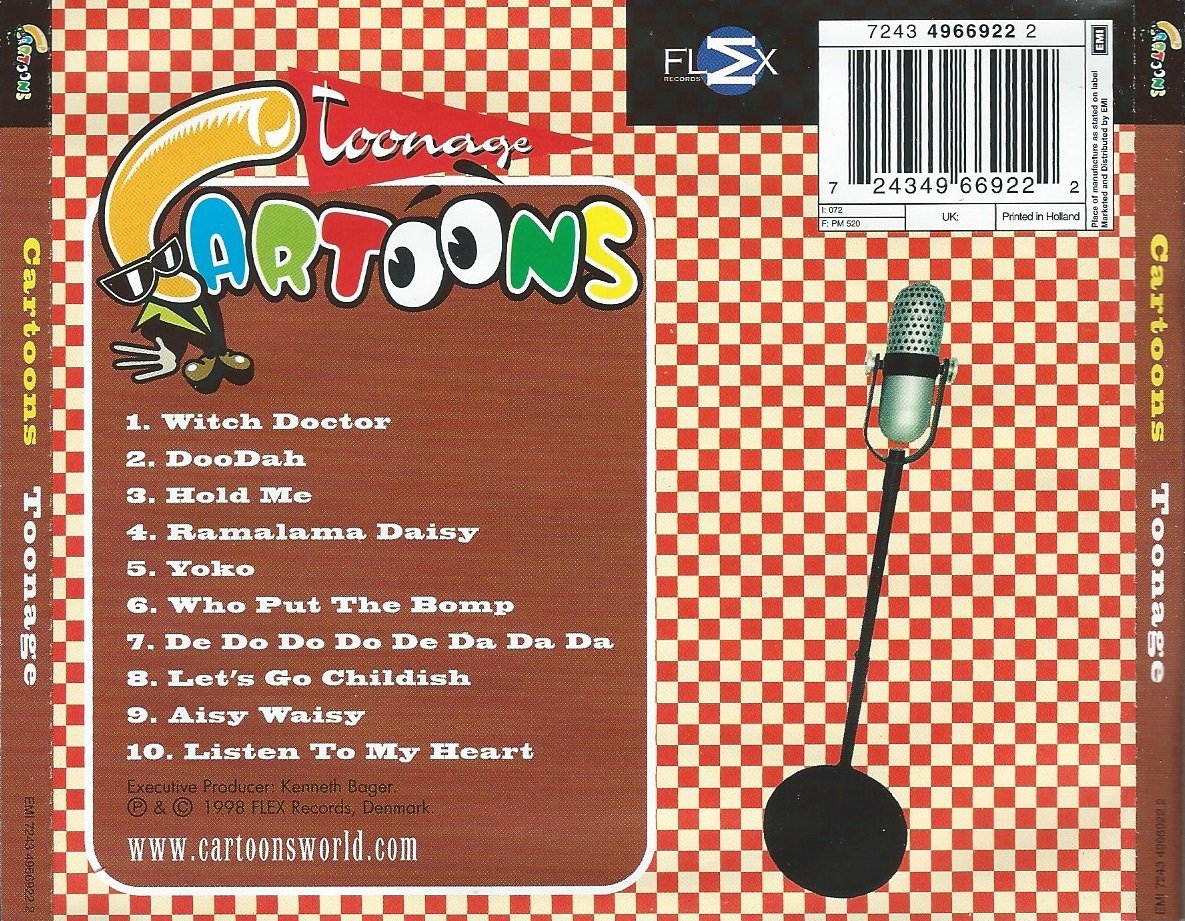 CARTOONS
Cartoons Toonage
EMI 7243 4966922 2
toonage
CARTOONS
1. Witch Doctor
2. DooDah
3. Hold Me
4. Ramalama Daisy
5. Yoko
6. Who Put The Bomp
7. De Do Do Do De Da Da Da
8. Let's Go Childish
9. Aisy Waisy
10. Listen To My Heart
Executive Producer: Kenneth Bager.
Ⓟ & © 1998 FLEX Records, Denmark.
www.cartoonsworld.com
FLEX
RECORDS
7243 4966922 2
7 24349 66922 2
I: 072
F: PM 520
UK:
Printed in Holland
EMI
Place of manufacture as stated on label
Marketed and Distributed by EMI
CARTOONS
Cartoons Toonage
EMI 7243 4966922 2